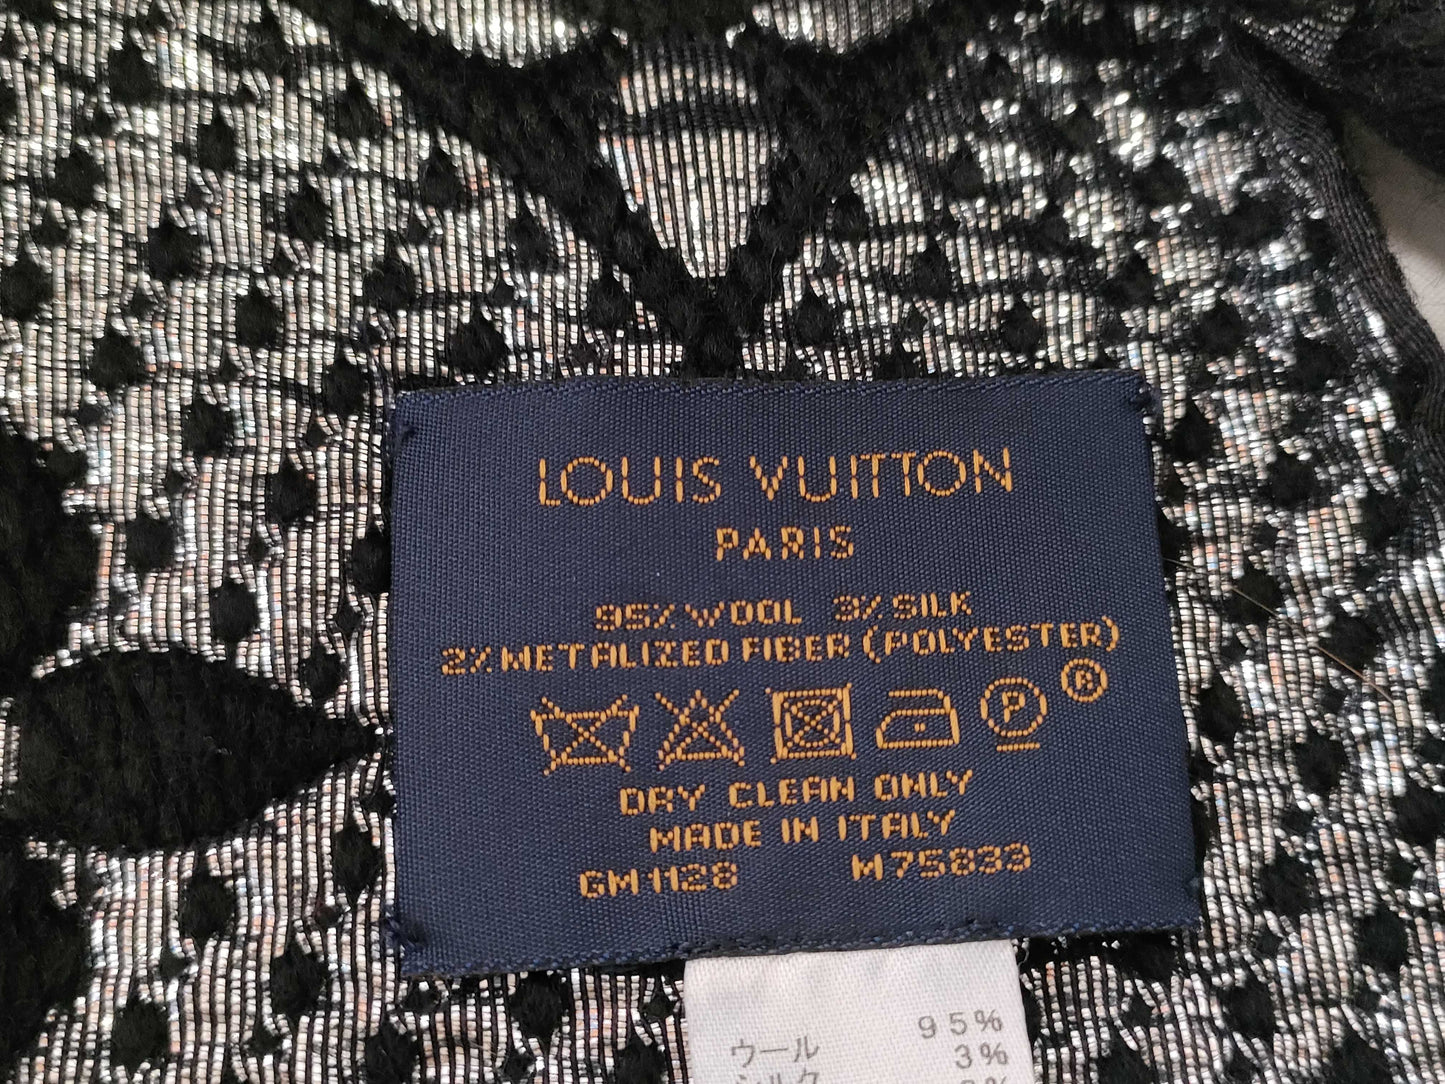 LOUIS VUITTON
PARIS
95% WOOL 3% SILK
2% METALIZED FIBER (POLYESTER)
P ®
DRY CLEAN ONLY
MADE IN ITALY
GM1128 M75833
ウール 95%
3%